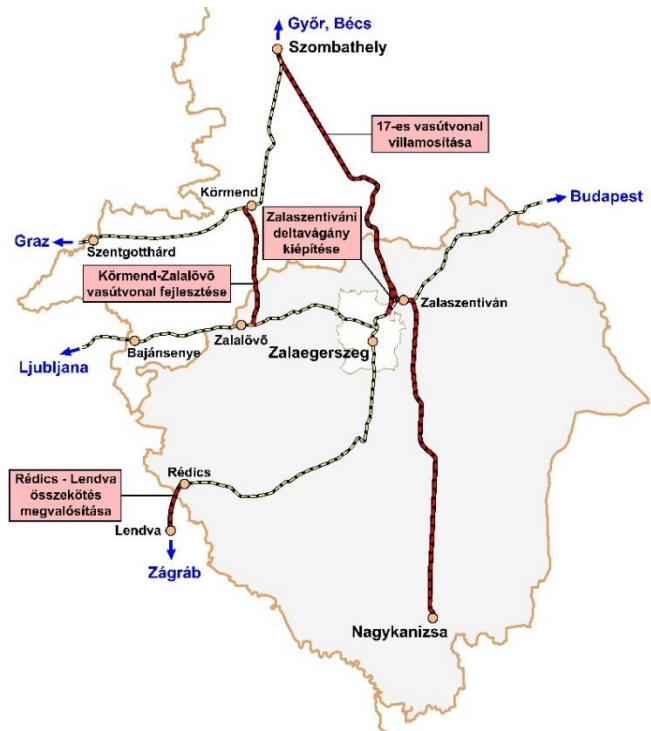 Győr, Bécs
Szombathely
17-es vasútvonal
villamosítása
Körmend
Zalaszentiváni
deltavágány
kiépítése
Budapest
Graz
Szentgotthárd
Körmend-Zalalövő
vasútvonal fejlesztése
Zalaszentiván
Bajánsenye
Zalalövő
Zalaegerszeg
Ljubljana
Rédics - Lendva
összekötés
megvalósítása
Rédics
Lendva
Zágráb
Nagykanizsa